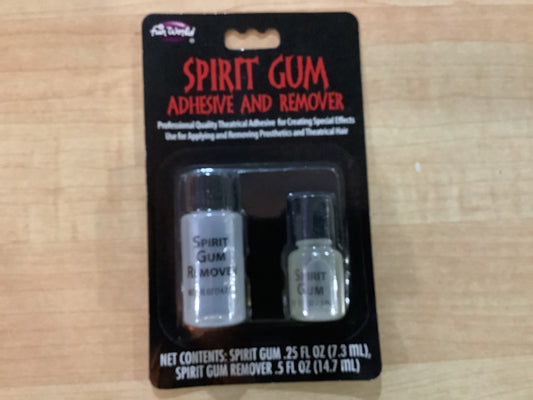 Fun World
®
SPIRIT GUM
ADHESIVE AND REMOVER
Professional Quality Theatrical Adhesive for Creating Special Effects
Use for Applying and Removing Prosthetics and Theatrical Hair
SPIRIT
GUM
REMOVER
SPIRIT
GUM
NET CONTENTS: SPIRIT GUM .25 FL OZ (7.3 mL),
SPIRIT GUM REMOVER .5 FL OZ (14.7 mL)